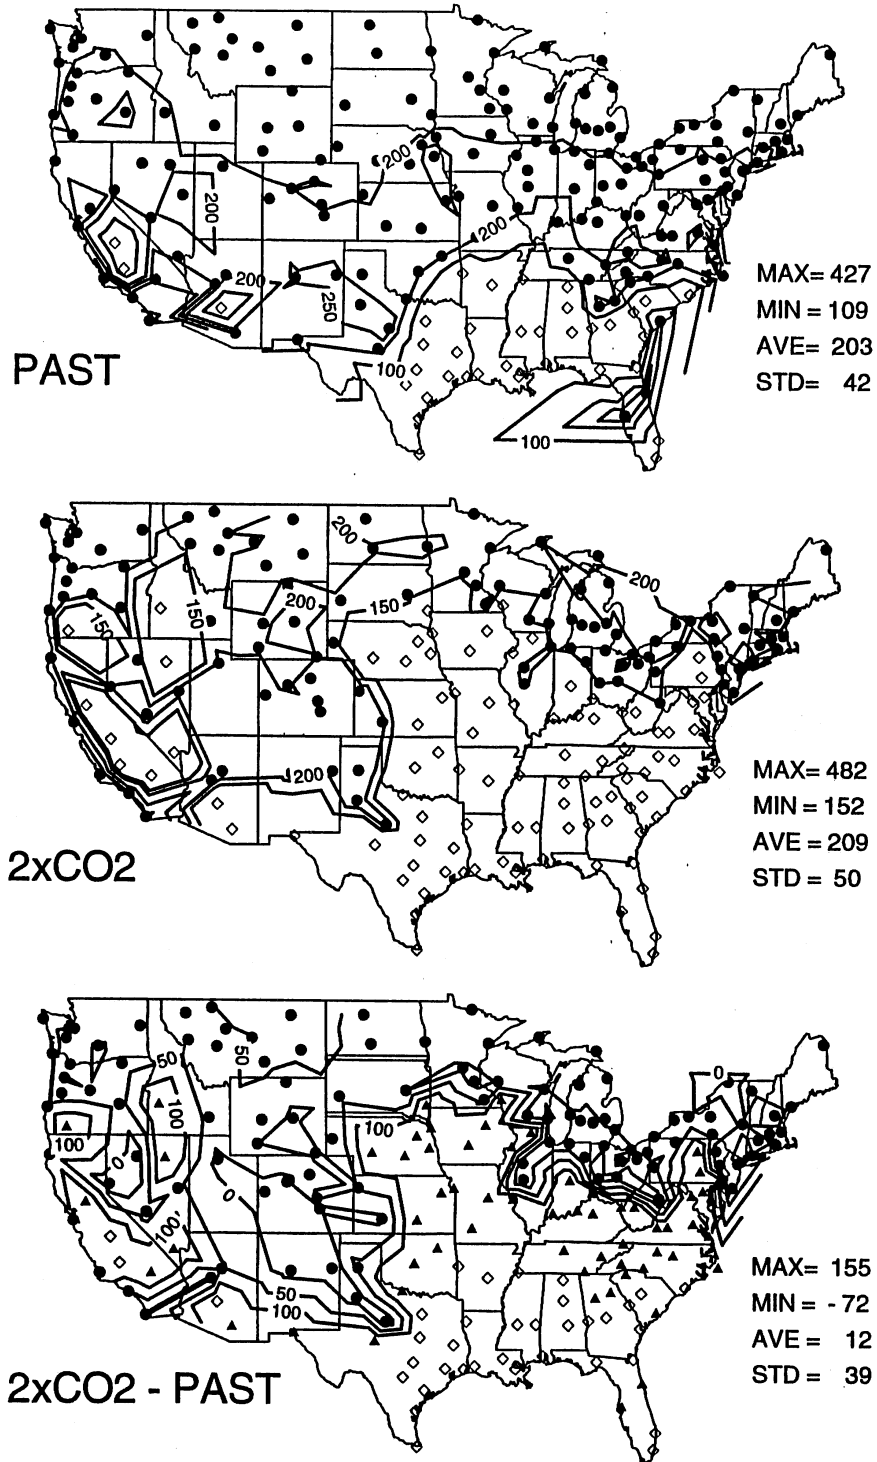 200
200
200
200
250
100
100
PAST
MAX= 427
MIN = 109
AVE= 203
STD= 42
200
200
150
200
150
150
200
2xCO2
MAX= 482
MIN = 152
AVE = 209
STD = 50
50
50
0
100
100
100
0
0
100
50
100
2xCO2 - PAST
MAX= 155
MIN = - 72
AVE = 12
STD = 39